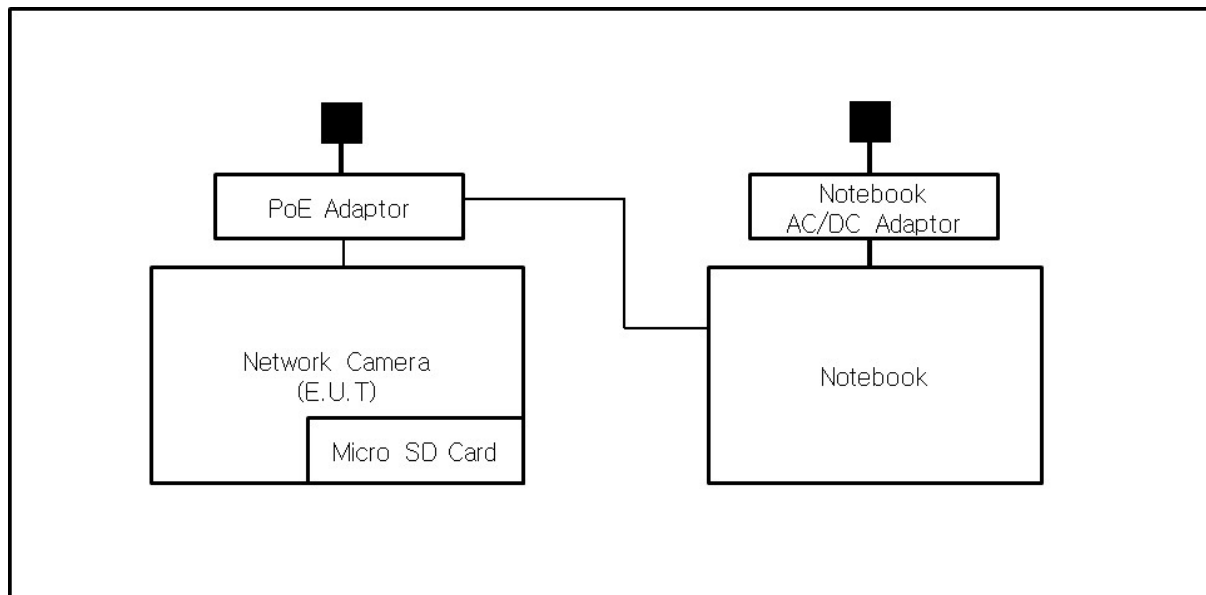 PoE Adaptor
Notebook
AC/DC Adaptor
Network Camera
(E.U.T)
Micro SD Card
Notebook